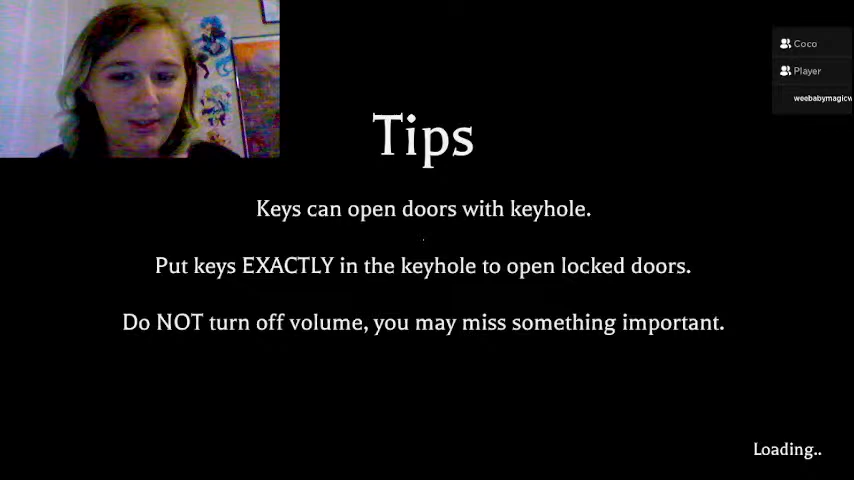 Coco
Player
weebabymagicw
Tips
Keys can open doors with keyhole.
Put keys EXACTLY in the keyhole to open locked doors.
Do NOT turn off volume, you may miss something important.
Loading..